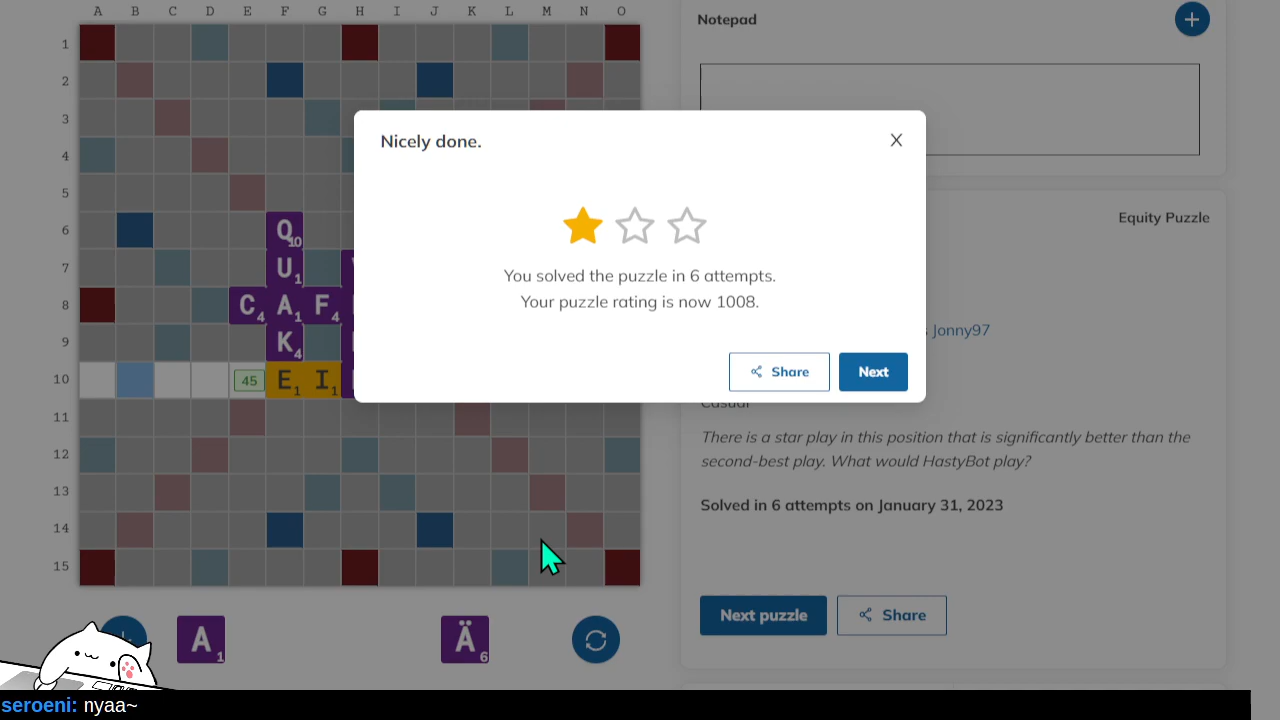 A B C D E F G H I J K L M N O
1
2
3
4
5
6
7
8
9
10
11
12
13
14
15
Q10
U1
C4 A1 F4
K4
45 E1 I1
A1 Ä6
Notepad
Nicely done.
X
You solved the puzzle in 6 attempts.
Your puzzle rating is now 1008.
Share Next
Equity Puzzle
Jonny97
Casual
There is a star play in this position that is significantly better than the
second-best play. What would HastyBot play?
Solved in 6 attempts on January 31, 2023
Next puzzle Share
seroeni: nyaa~